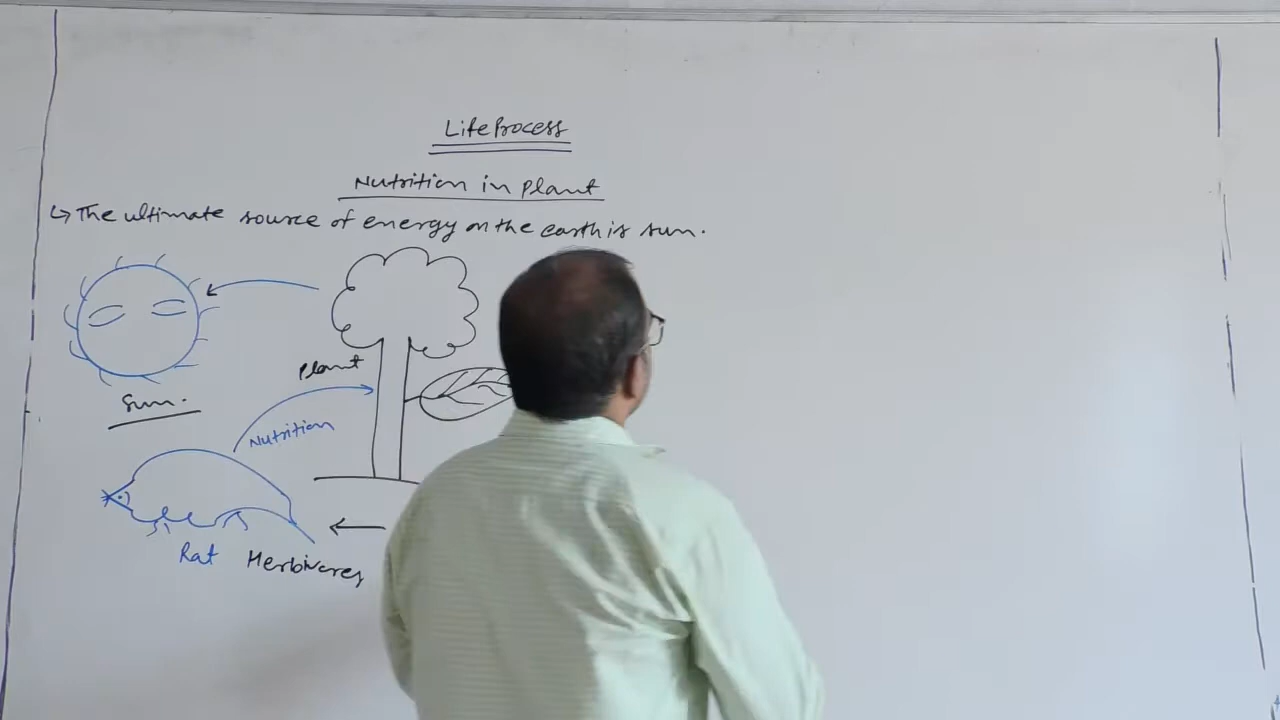 Life Process
Nutrition in Plant
↳ The ultimate source of energy on the earth is sun.
Plant
Sun.
Nutrition
Rat Herbivores